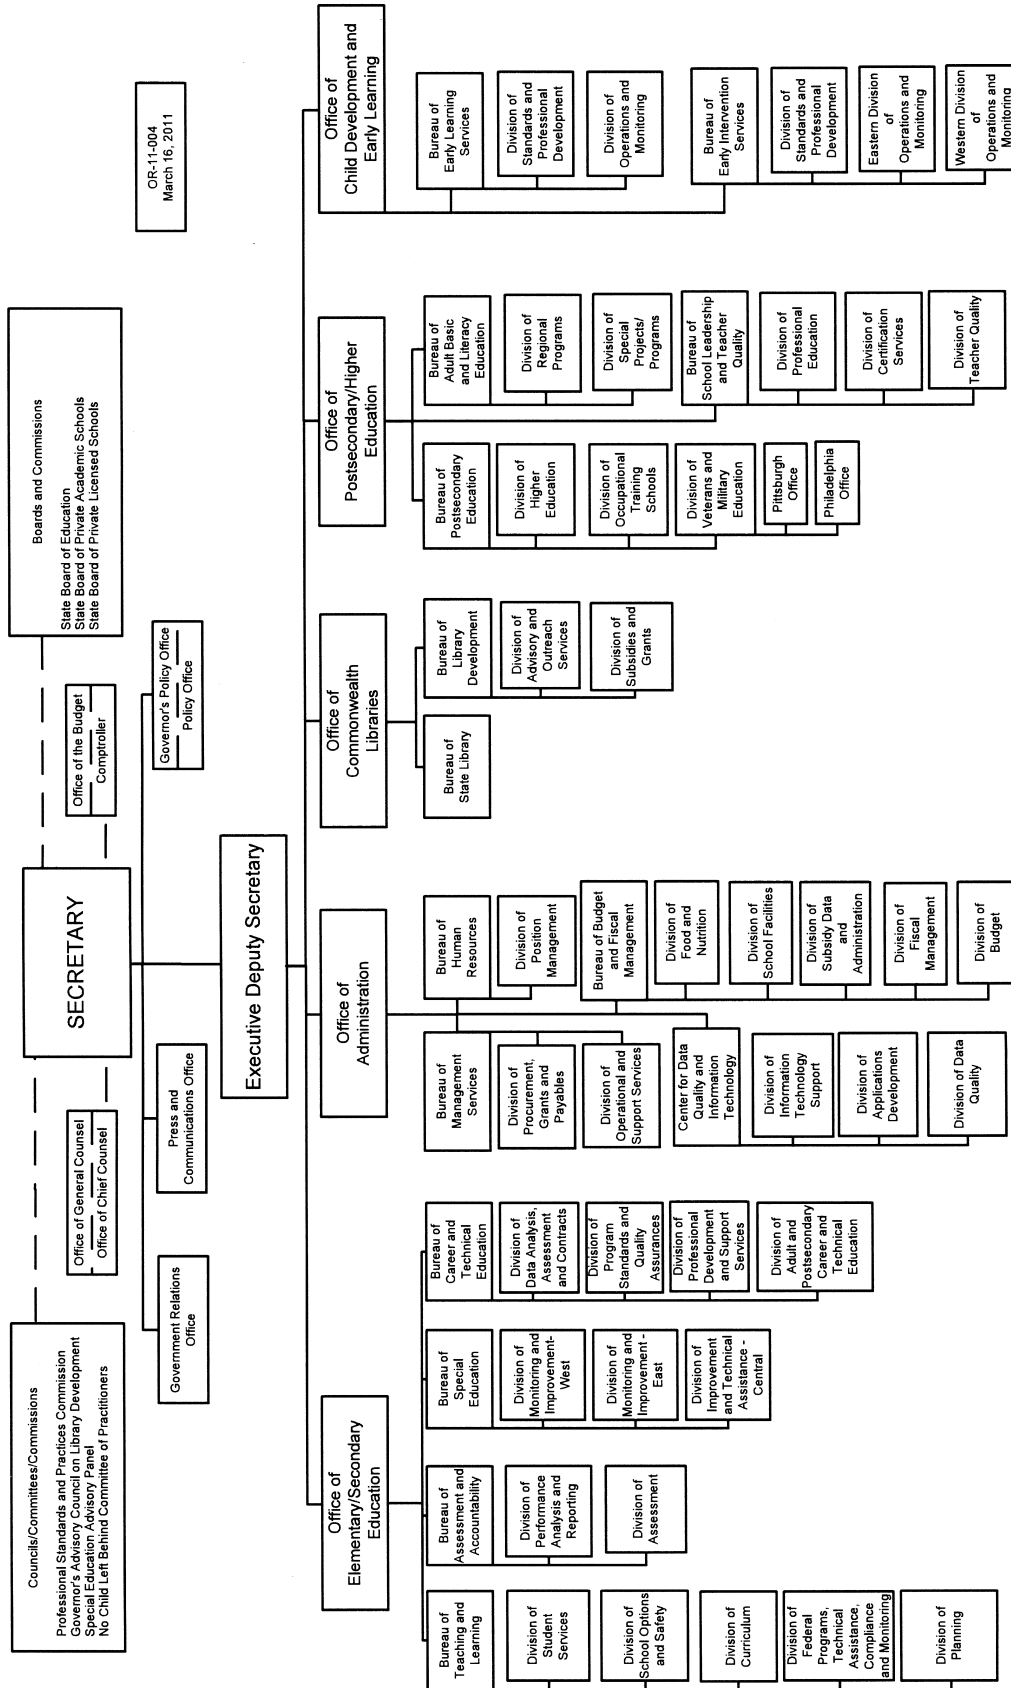 OR-11-004
March 16, 2011
Councils/Committees/Commissions
Professional Standards and Practices Commission
Governor's Advisory Council on Library Development
Special Education Advisory Panel
No Child Left Behind Committee of Practitioners
SECRETARY
Boards and Commissions
State Board of Education
State Board of Private Academic Schools
State Board of Private Licensed Schools
Office of General Counsel
Office of Chief Counsel
Office of the Budget
Comptroller
Government Relations
Office
Press and
Communications Office
Governor's Policy Office
Policy Office
Executive Deputy Secretary
Office of
Elementary/Secondary
Education
Bureau of
Teaching and
Learning
Division of
Student
Services
Division of
School Options
and Safety
Division of
Curriculum
Division of
Federal
Programs,
Technical
Assistance,
Compliance
and Monitoring
Division of
Planning
Bureau of
Assessment and
Accountability
Division of
Performance
Analysis and
Reporting
Division of
Assessment
Bureau of
Special
Education
Division of
Monitoring and
Improvement-
West
Division of
Monitoring and
Improvement -
East
Division of
Improvement
and Technical
Assistance -
Central
Bureau of
Career and
Technical
Education
Division of
Data Analysis,
Assessment
and Contracts
Division of
Program
Standards and
Quality
Assurances
Division of
Professional
Development
and Support
Services
Division of
Adult and
Postsecondary
Career and
Technical
Education
Office of
Administration
Bureau of
Management
Services
Division of
Procurement,
Grants and
Payables
Division of
Operational and
Support Services
Center for Data
Quality and
Information
Technology
Division of
Information
Technology
Support
Division of
Applications
Development
Division of Data
Quality
Bureau of
Human
Resources
Division of
Position
Management
Bureau of Budget
and Fiscal
Management
Division of
Food and
Nutrition
Division of
School Facilities
Division of
Subsidy Data
and
Administration
Division of
Fiscal
Management
Division of
Budget
Office of
Commonwealth
Libraries
Bureau of
State Library
Bureau of
Library
Development
Division of
Advisory and
Outreach
Services
Division of
Subsidies and
Grants
Office of
Postsecondary/Higher
Education
Bureau of
Postsecondary
Education
Division of
Higher
Education
Division of
Occupational
Training
Schools
Division of
Veterans and
Military
Education
Pittsburgh
Office
Philadelphia
Office
Bureau of
Adult Basic
and Literacy
Education
Division of
Regional
Programs
Division of
Special
Projects/
Programs
Bureau of
School Leadership
and Teacher
Quality
Division of
Professional
Education
Division of
Certification
Services
Division of
Teacher Quality
Office of
Child Development and
Early Learning
Bureau of
Early Learning
Services
Division of
Standards and
Professional
Development
Division of
Operations and
Monitoring
Bureau of
Early Intervention
Services
Division of
Standards and
Professional
Development
Eastern Division
of
Operations and
Monitoring
Western Division
of
Operations and
Monitoring